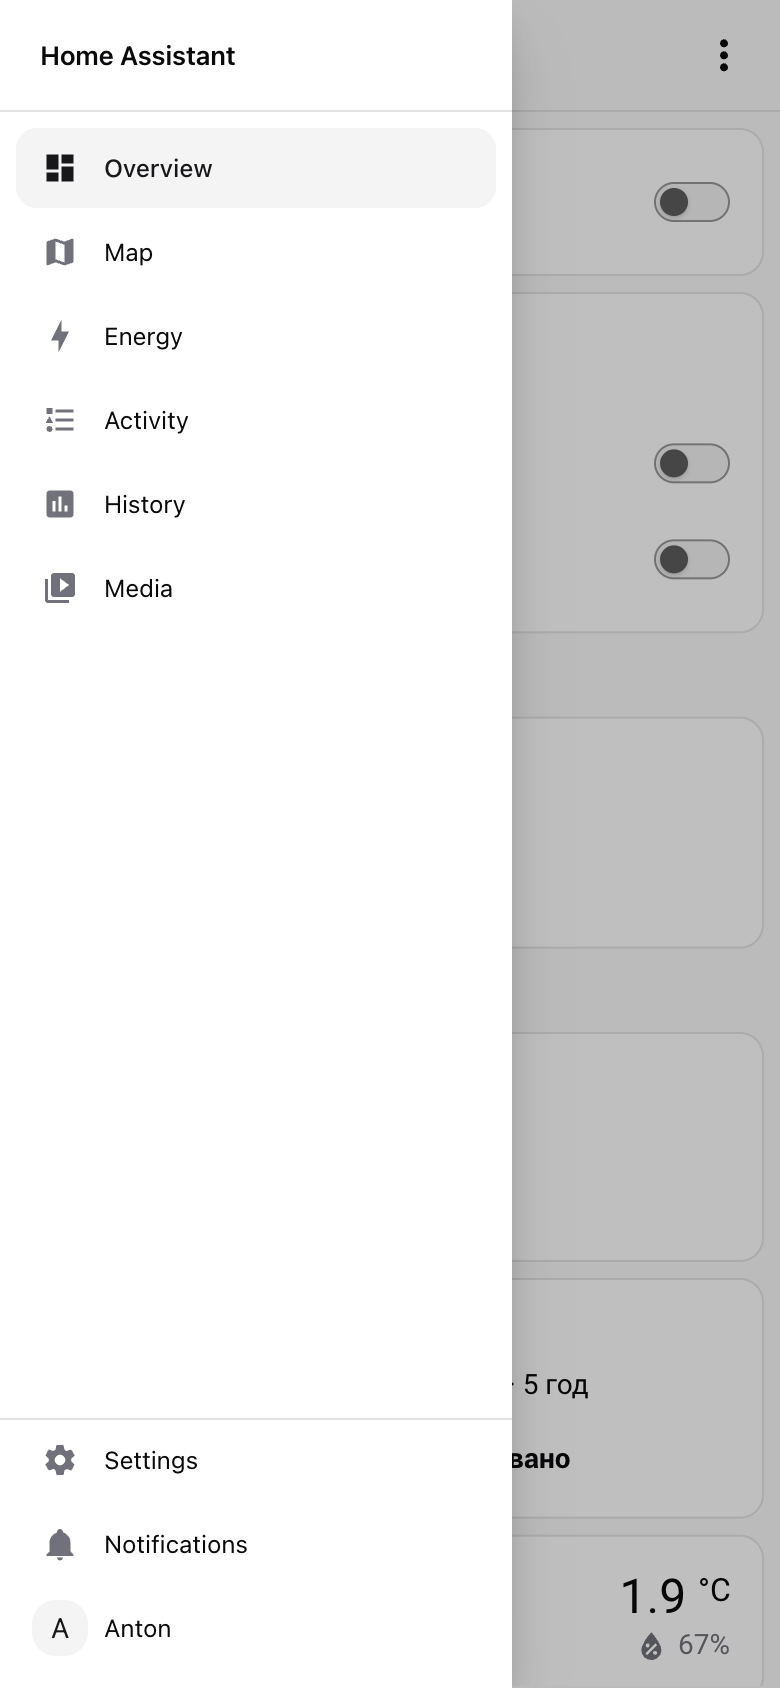 Home Assistant
Overview
Map
Energy
Activity
History
Media
· 5 год
вано
Settings
Notifications
1.9 °C
A Anton
67%